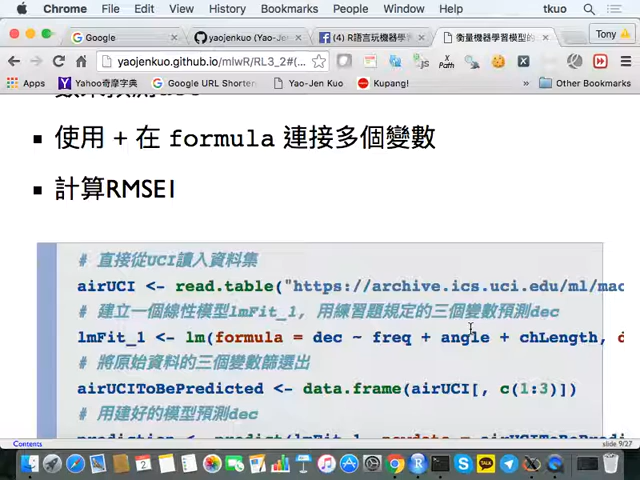 Chrome File Edit View History Bookmarks People Window Help tkuo
Google yaojenkuo (Yao-Jen (4) R語言玩機器學習 衡量機器學習模型的 Tony
yaojenkuo.github.io/mlwR/RL3_2#(
Apps Yahoo奇摩字典 Google URL Shorten Yao-Jen Kuo Kupang! » Other Bookmarks
使用 + 在 formula 連接多個變數
計算RMSE1
# 直接從UCI讀入資料集
airUCI <- read.table("https://archive.ics.uci.edu/ml/mac
# 建立一個線性模型lmFit_1, 用練習題規定的三個變數預測dec
lmFit_1 <- lm(formula = dec ~ freq + angle + chLength, d
# 將原始資料的三個變數篩選出
airUCIToBePredicted <- data.frame(airUCI[, c(1:3)])
# 用建好的模型預測dec
Contents slide 9/27